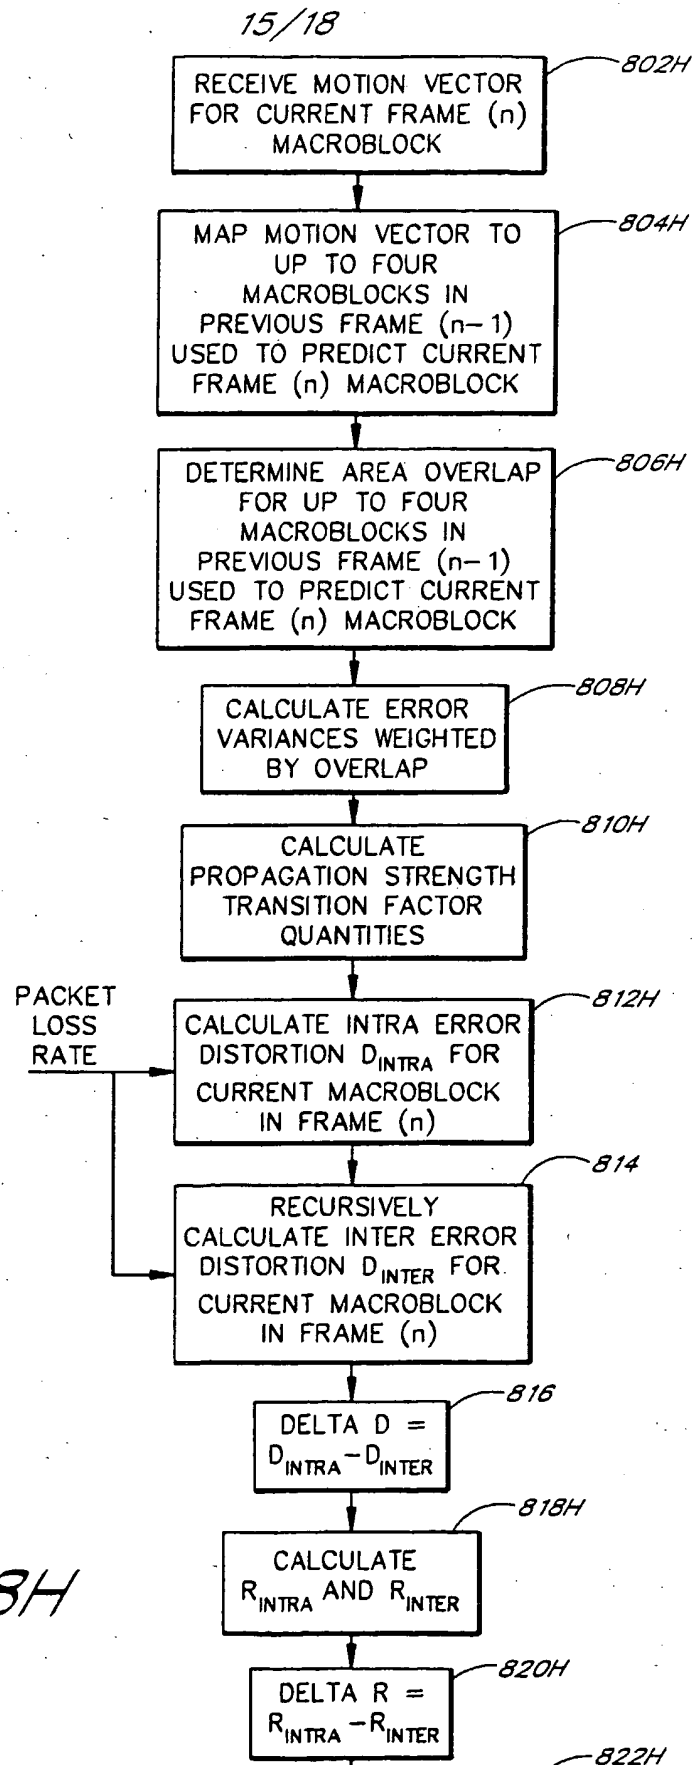 15/18
802H
RECEIVE MOTION VECTOR
FOR CURRENT FRAME (n)
MACROBLOCK
804H
MAP MOTION VECTOR TO
UP TO FOUR
MACROBLOCKS IN
PREVIOUS FRAME (n-1)
USED TO PREDICT CURRENT
FRAME (n) MACROBLOCK
806H
DETERMINE AREA OVERLAP
FOR UP TO FOUR
MACROBLOCKS IN
PREVIOUS FRAME (n-1)
USED TO PREDICT CURRENT
FRAME (n) MACROBLOCK
808H
CALCULATE ERROR
VARIANCES WEIGHTED
BY OVERLAP
810H
CALCULATE
PROPAGATION STRENGTH
TRANSITION FACTOR
QUANTITIES
PACKET
LOSS
RATE
812H
CALCULATE INTRA ERROR
DISTORTION D_INTRA FOR
CURRENT MACROBLOCK
IN FRAME (n)
814
RECURSIVELY
CALCULATE INTER ERROR
DISTORTION D_INTER FOR
CURRENT MACROBLOCK
IN FRAME (n)
816
DELTA D =
D_INTRA - D_INTER
818H
CALCULATE
R_INTRA AND R_INTER
8H
820H
DELTA R =
R_INTRA - R_INTER
822H